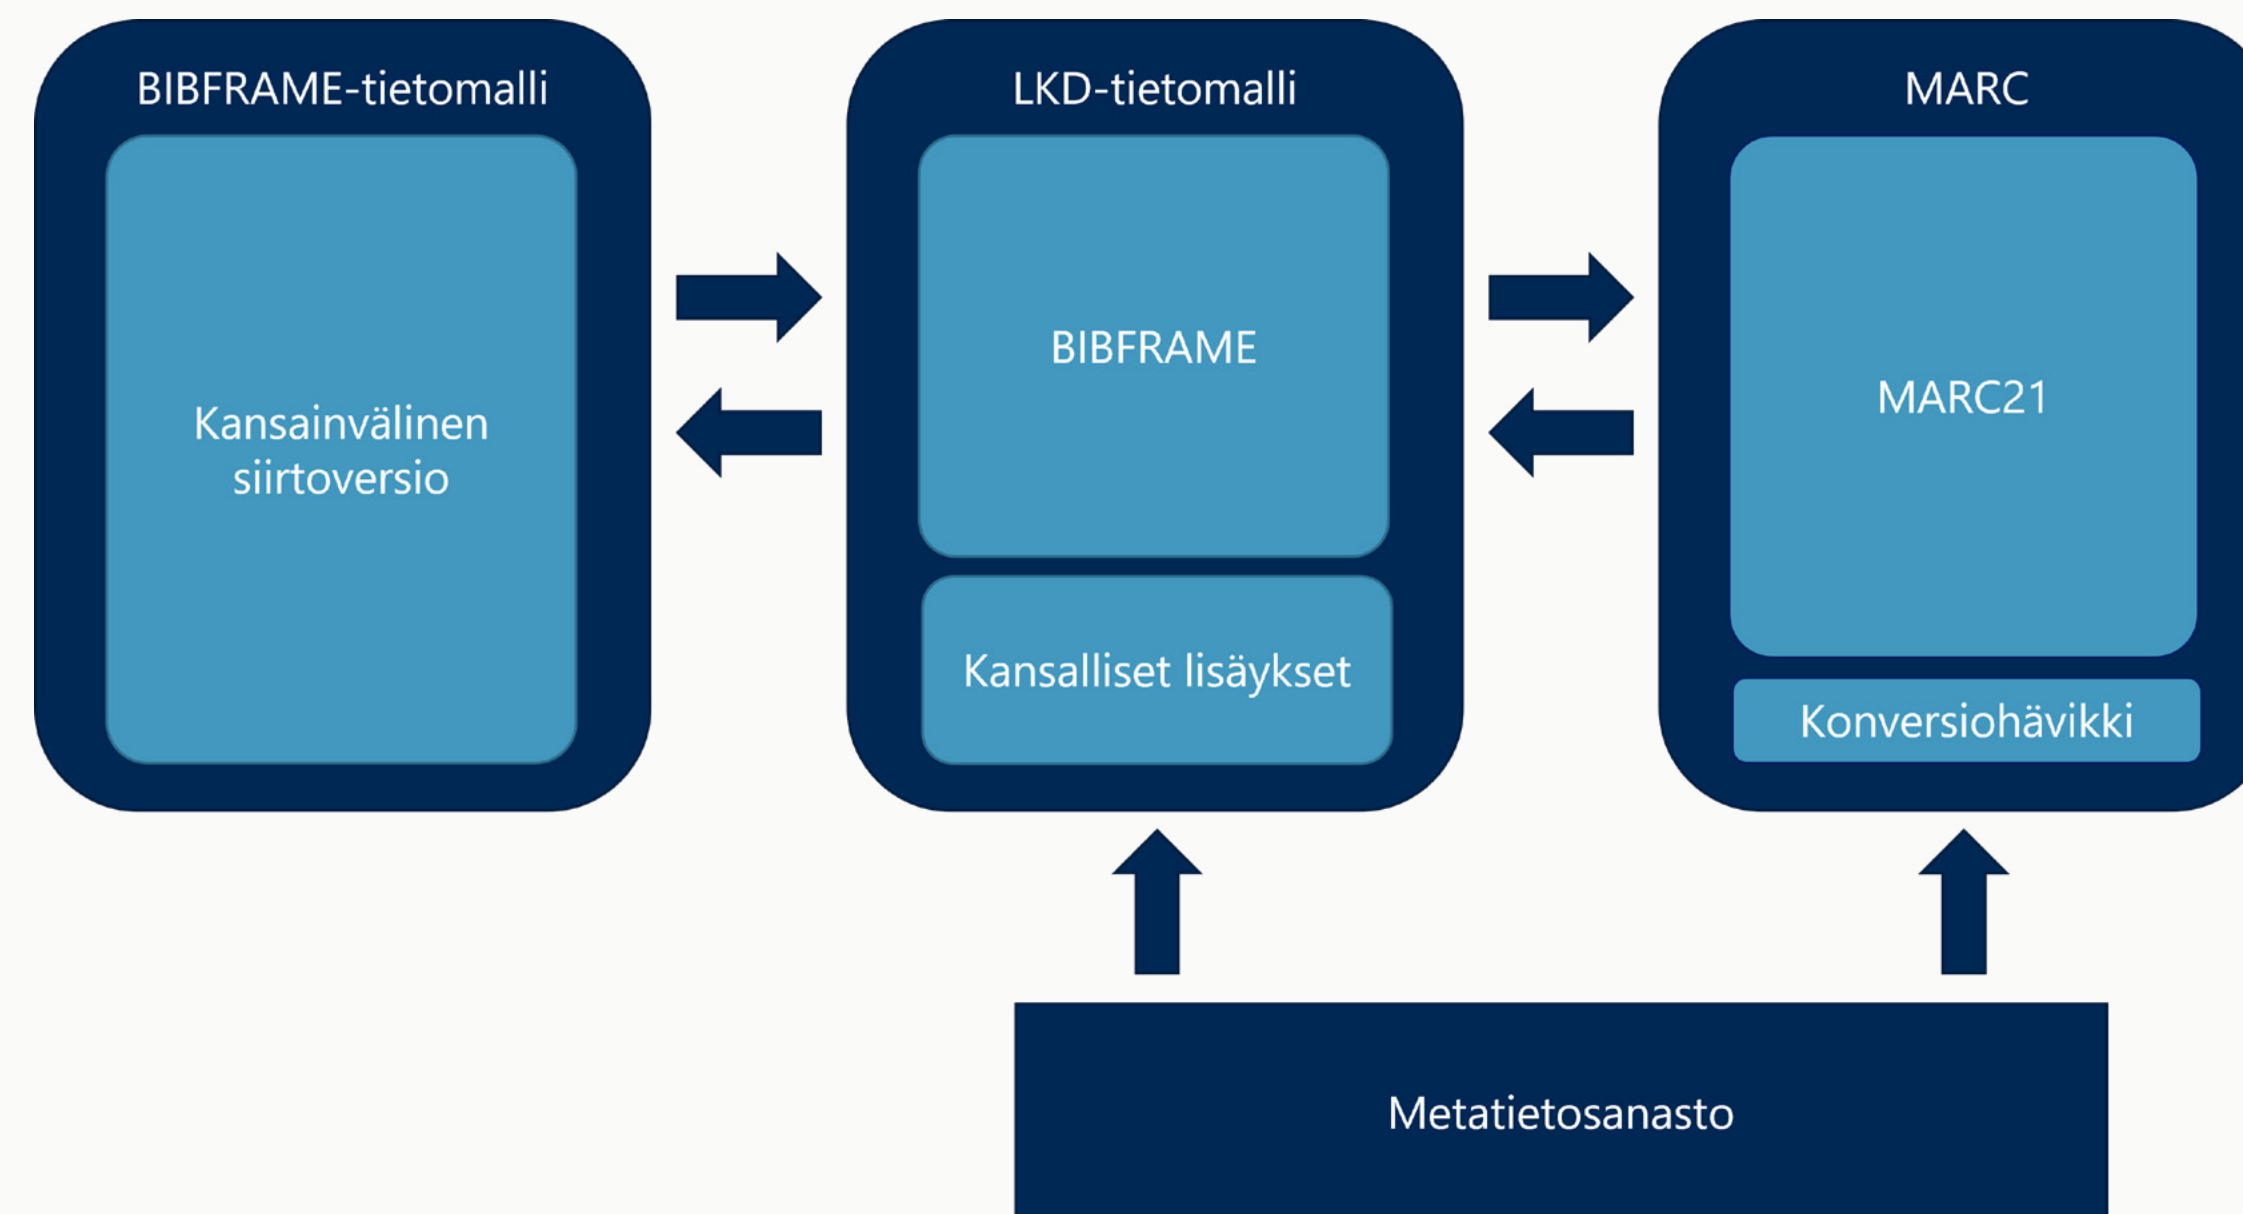 BIBFRAME-tietomalli
Kansainvälinen
siirtoversio
LKD-tietomalli
BIBFRAME
Kansalliset lisäykset
MARC
MARC21
Konversiohävikki
Metatietosanasto